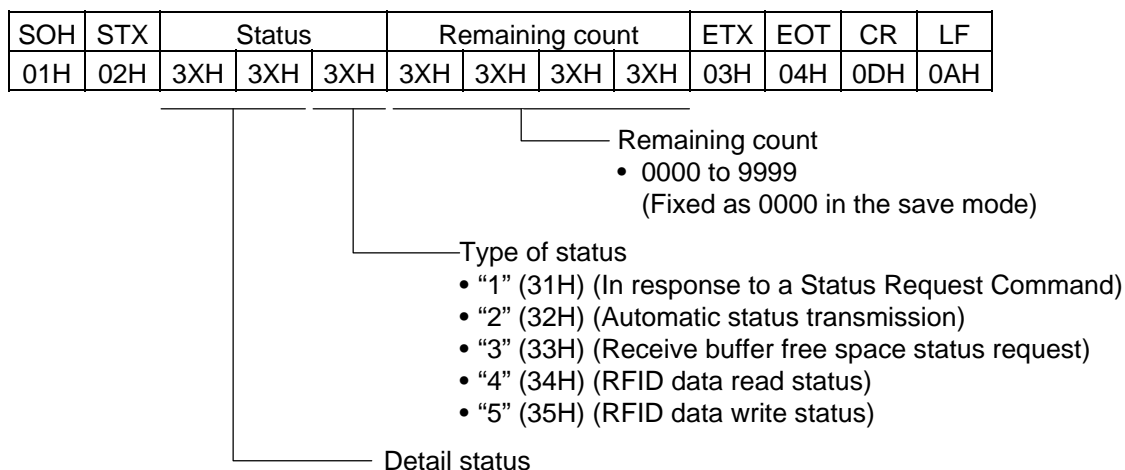 SOH STX Status Remaining count ETX EOT CR LF
01H 02H 3XH 3XH 3XH 3XH 3XH 3XH 3XH 03H 04H 0DH 0AH
Remaining count
• 0000 to 9999
(Fixed as 0000 in the save mode)
Type of status
• “1” (31H) (In response to a Status Request Command)
• “2” (32H) (Automatic status transmission)
• “3” (33H) (Receive buffer free space status request)
• “4” (34H) (RFID data read status)
• “5” (35H) (RFID data write status)
Detail status